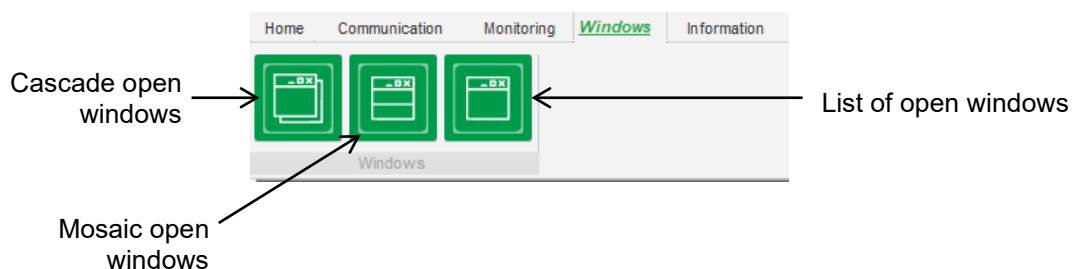 Home Communication Monitoring Windows Information
Cascade open
windows
List of open windows
Windows
Mosaic open
windows